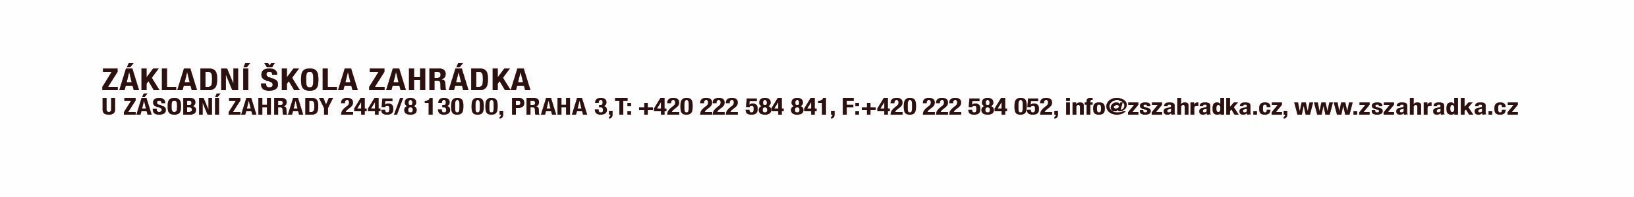 ZÁKLADNÍ ŠKOLA ZAHRÁDKA
U ZÁSOBNÍ ZAHRADY 2445/8 130 00, PRAHA 3,T: +420 222 584 841, F:+420 222 584 052, info@zszahradka.cz, www.zszahradka.cz